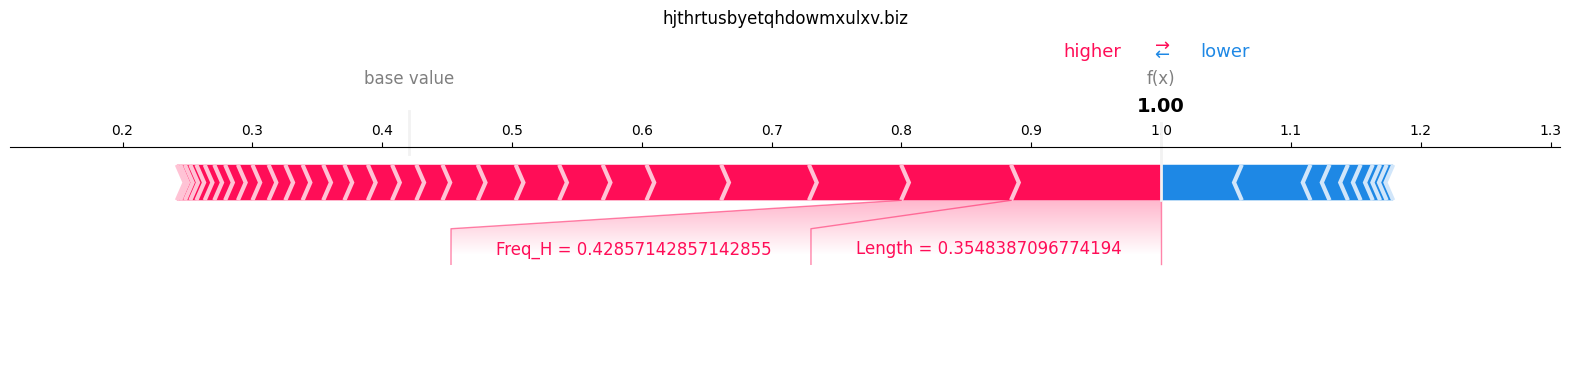 hjthrtusbyetqhdowmxulxv.biz
higher ⇄ lower
base value f(x)
1.00
0.2 0.3 0.4 0.5 0.6 0.7 0.8 0.9 1.0 1.1 1.2 1.3
Freq_H = 0.42857142857142855 Length = 0.3548387096774194